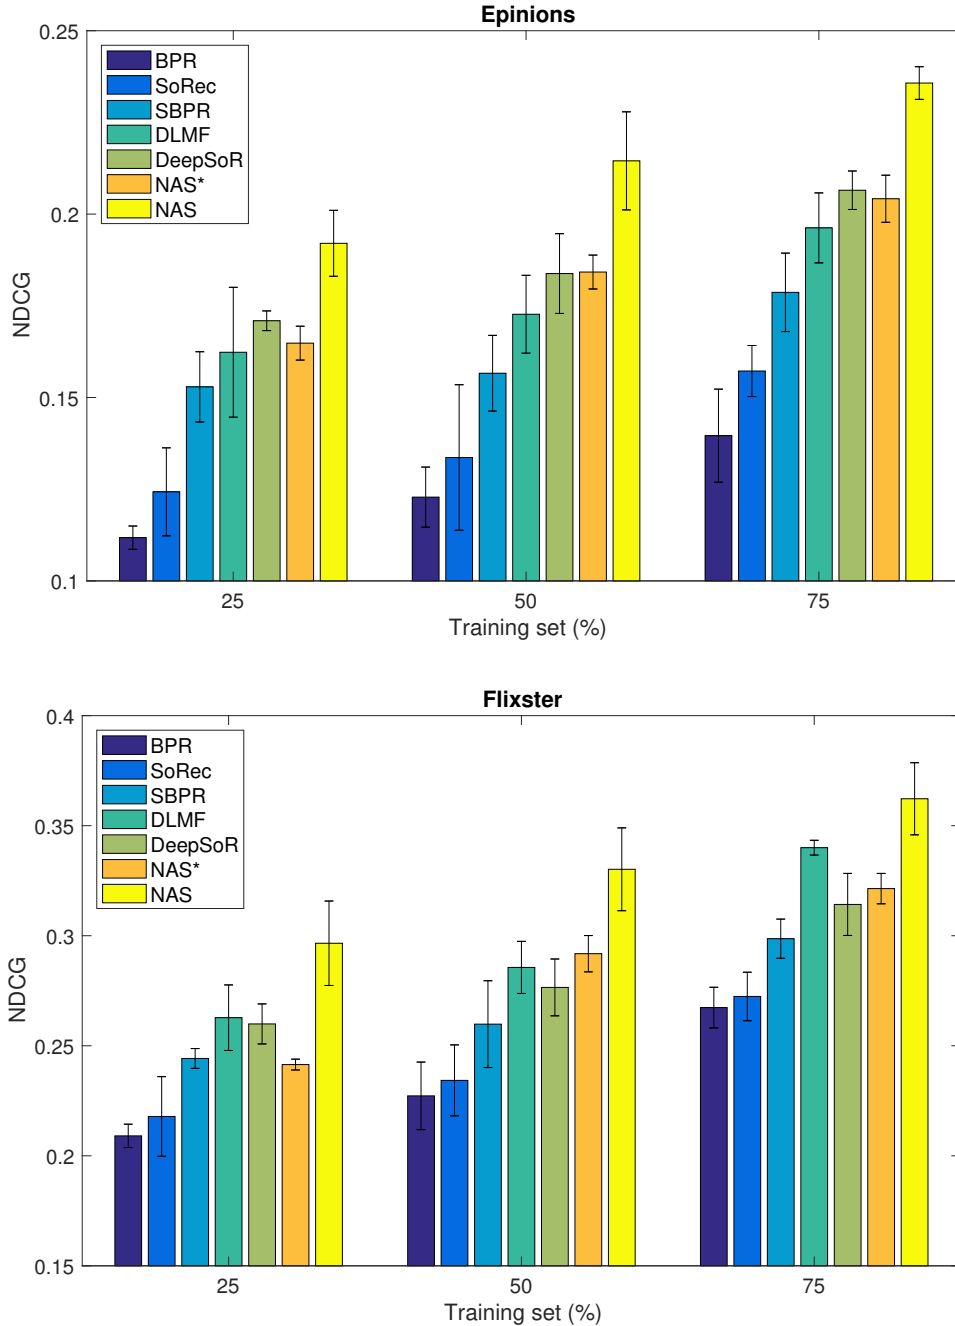 Epinions
0.25
0.2
0.15
0.1
NDCG
BPR
SoRec
SBPR
DLMF
DeepSoR
NAS*
NAS
25 50 75
Training set (%)
Flixster
0.4
0.35
0.3
0.25
0.2
0.15
NDCG
BPR
SoRec
SBPR
DLMF
DeepSoR
NAS*
NAS
25 50 75
Training set (%)